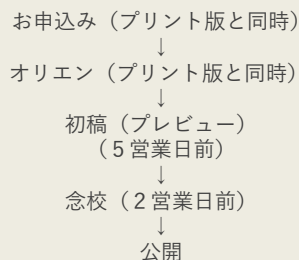 お申込み（プリント版と同時）
↓
オリエン（プリント版と同時）
↓
初稿（プレビュー）
（５営業日前）
↓
念校（２営業日前）
↓
公開